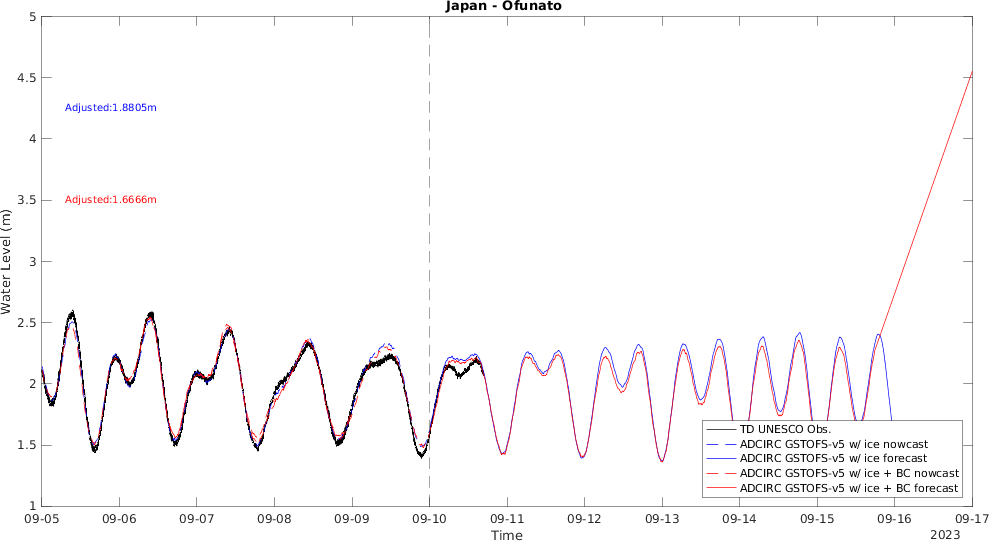 Japan - Ofunato
5
4.5
4
3.5
3
2.5
2
1.5
1
Water Level (m)
Adjusted:1.8805m
Adjusted:1.6666m
TD UNESCO Obs.
ADCIRC GSTOFS-v5 w/ ice nowcast
ADCIRC GSTOFS-v5 w/ ice forecast
ADCIRC GSTOFS-v5 w/ ice + BC nowcast
ADCIRC GSTOFS-v5 w/ ice + BC forecast
09-05 09-06 09-07 09-08 09-09 09-10 09-11 09-12 09-13 09-14 09-15 09-16 09-17
Time
2023